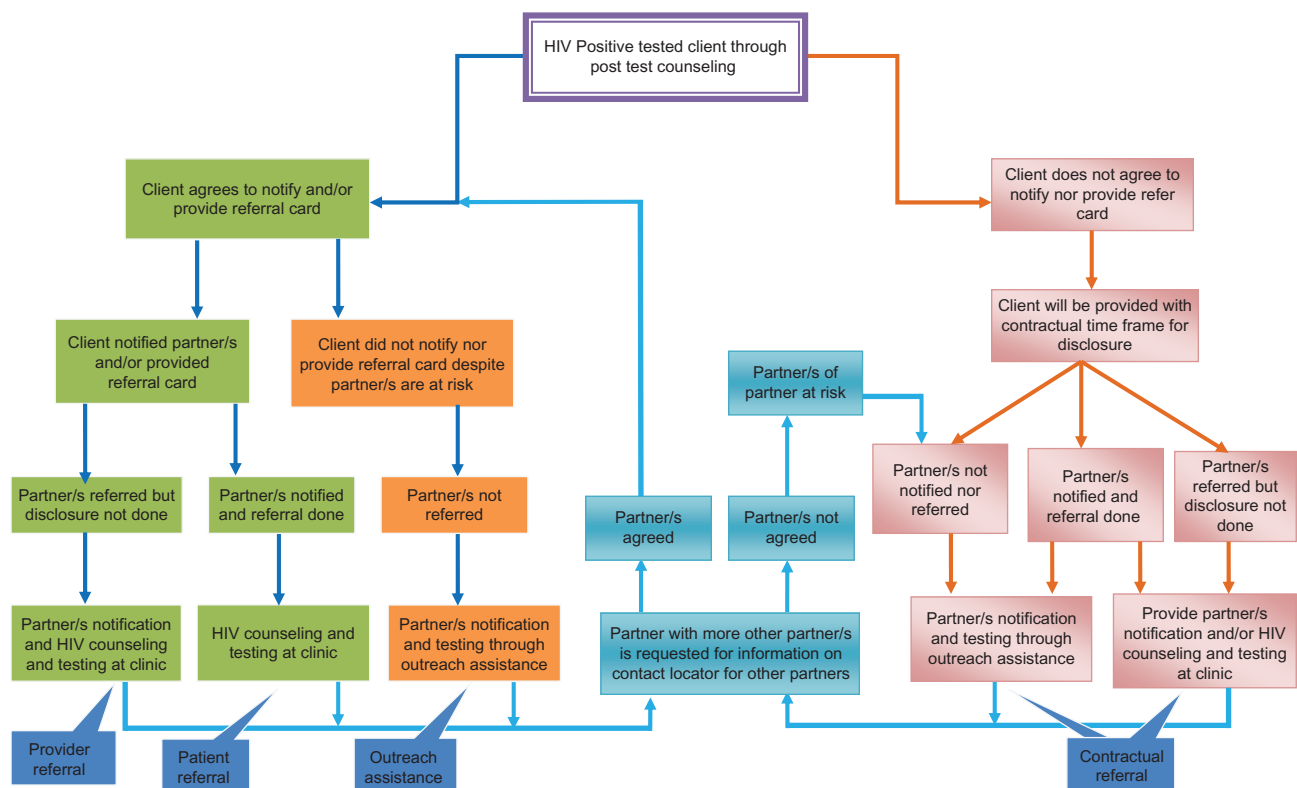 HIV Positive tested client through
post test counseling
Client agrees to notify and/or
provide referral card
Client does not agree to
notify nor provide refer
card
Client will be provided with
contractual time frame for
disclosure
Client notified partner/s
and/or provided
referral card
Client did not notify nor
provide referral card despite
partner/s are at risk
Partner/s of
partner at risk
Partner/s not
notified nor
referred
Partner/s
notified and
referral done
Partner/s
referred but
disclosure not
done
Partner/s referred but
disclosure not done
Partner/s notified
and referral done
Partner/s not
referred
Partner/s
agreed
Partner/s not
agreed
Partner/s notification
and HIV counseling
and testing at clinic
HIV counseling and
testing at clinic
Partner/s notification
and testing through
outreach assistance
Partner with more other partner/s
is requested for information on
contact locator for other partners
Partner/s notification
and testing through
outreach assistance
Provide partner/s
notification and/or HIV
counseling and testing
at clinic
Provider
referral
Patient
referral
Outreach
assistance
Contractual
referral